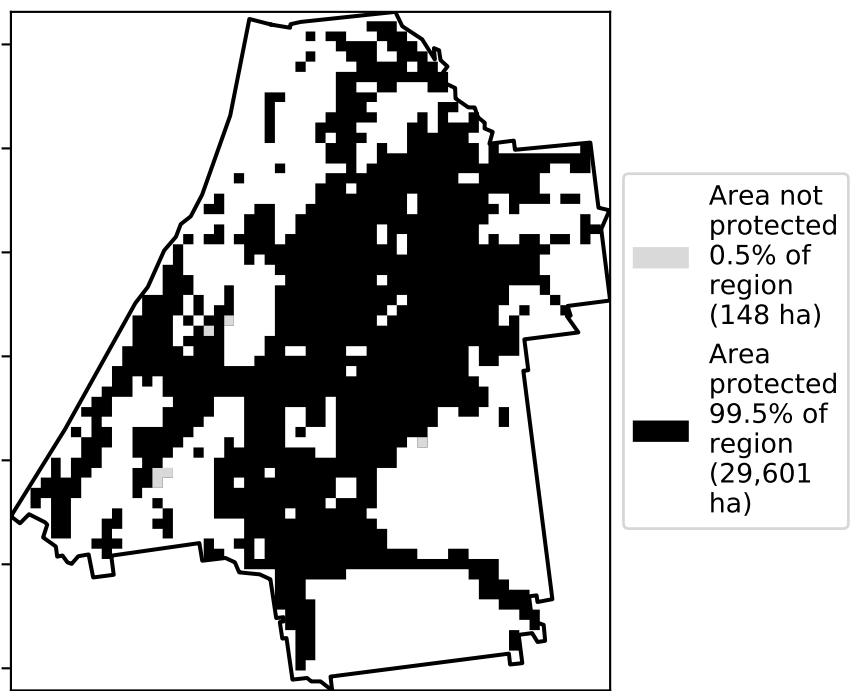 Area not
protected
0.5% of
region
(148 ha)
Area
protected
99.5% of
region
(29,601
ha)